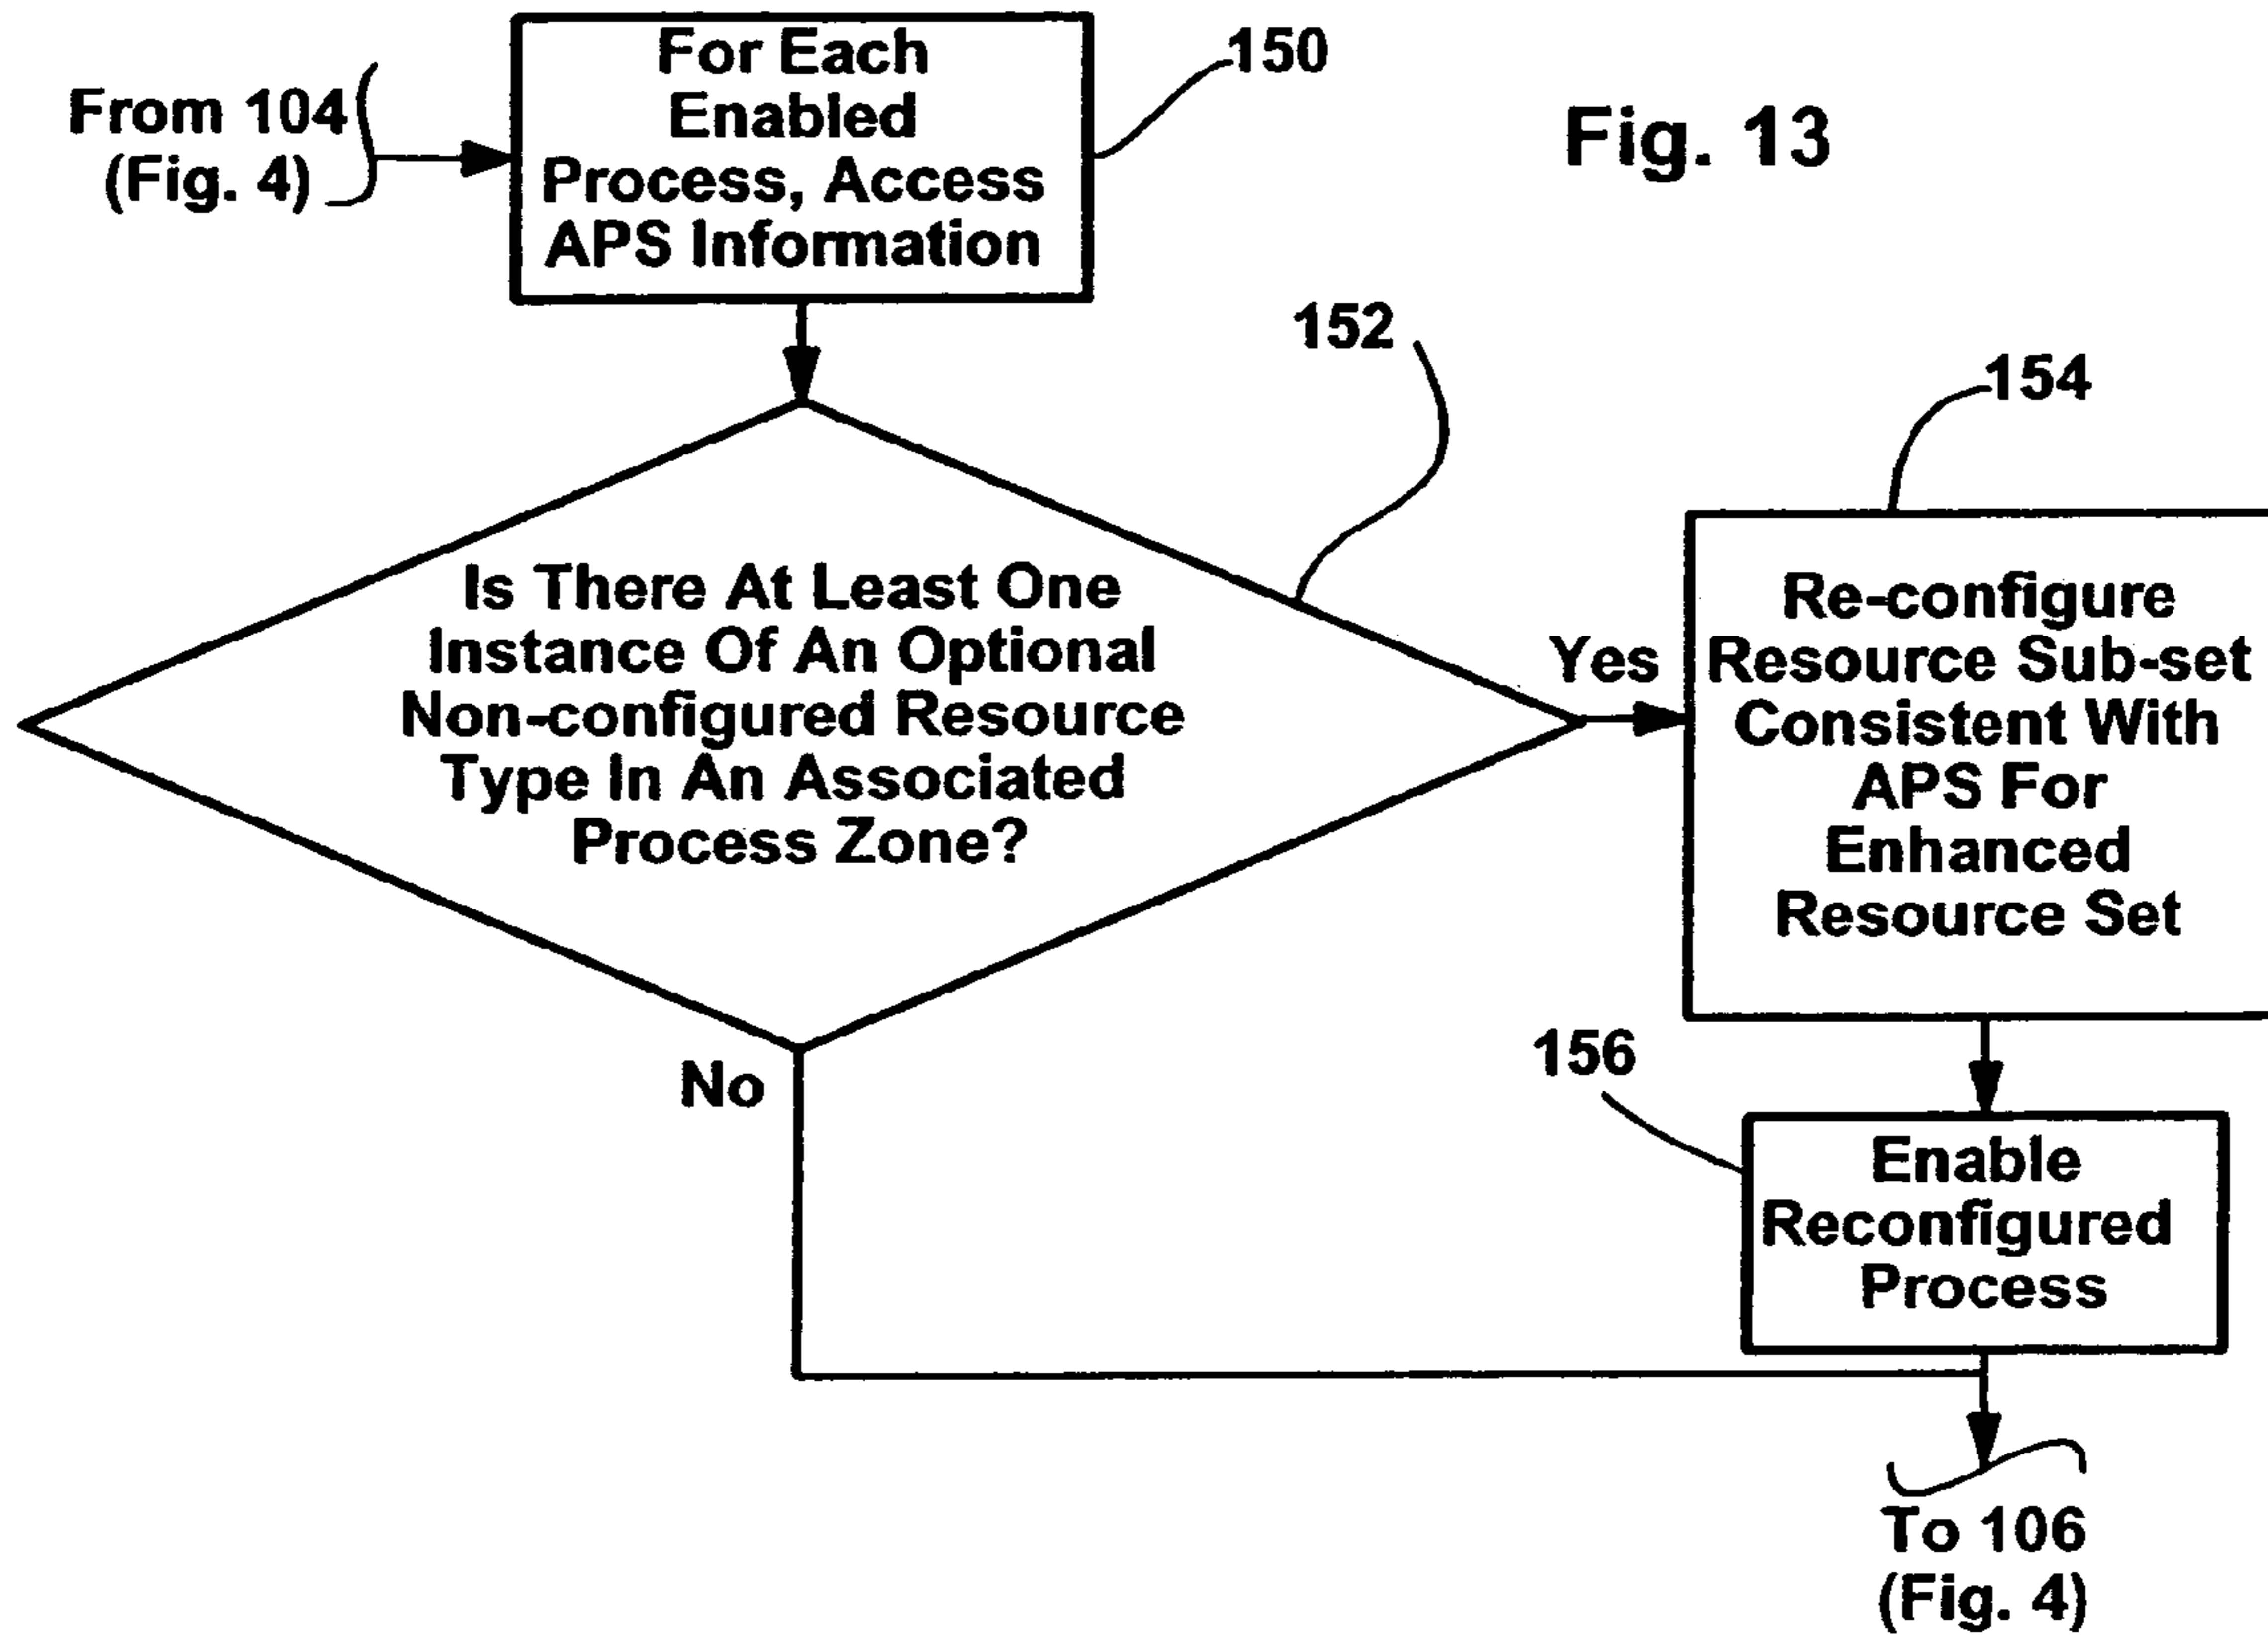 For Each
Enabled
Process, Access
APS Information
150
From 104
(Fig. 4)
Fig. 13
152
154
Is There At Least One
Instance Of An Optional
Non-configured Resource
Type In An Associated
Process Zone?
Yes
Re-configure
Resource Sub-set
Consistent With
APS For
Enhanced
Resource Set
No
156
Enable
Reconfigured
Process
To 106
(Fig. 4)